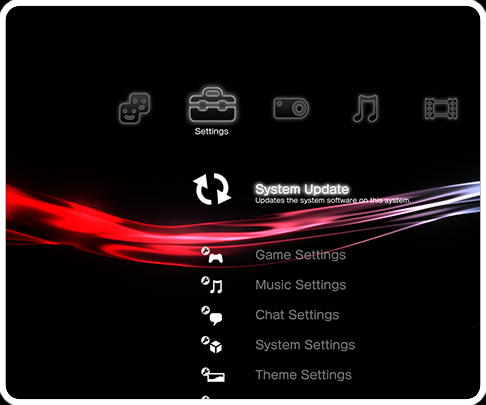 Settings
System Update
Updates the system software on this system.
Game Settings
Music Settings
Chat Settings
System Settings
Theme Settings